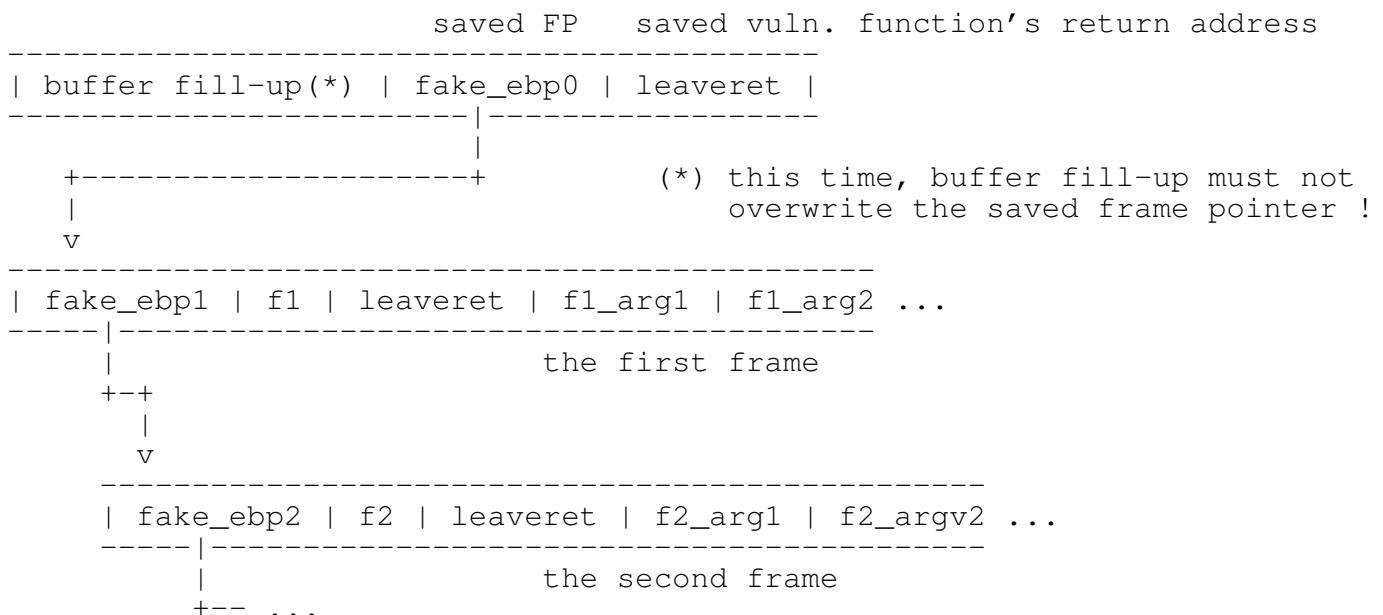 saved FP   saved vuln. function’s return address
--------------------------------------------
| buffer fill-up(*) | fake_ebp0 | leaveret |
-------------------------|------------------
                         |
   +---------------------+         (*) this time, buffer fill-up must not
   |                                   overwrite the saved frame pointer !
   v
-----------------------------------------------
| fake_ebp1 | f1 | leaveret | f1_arg1 | f1_arg2 ...
-----|-----------------------------------------
     |                       the first frame
     +-+
       |
       v
     ------------------------------------------------
     | fake_ebp2 | f2 | leaveret | f2_arg1 | f2_argv2 ...
     -----|------------------------------------------
          |                  the second frame
          +-- ...